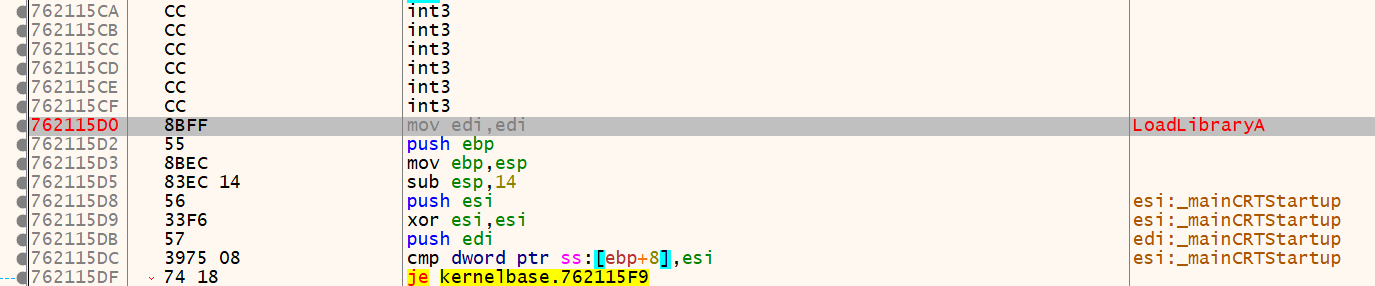 762115CA CC int3
762115CB CC int3
762115CC CC int3
762115CD CC int3
762115CE CC int3
762115CF CC int3
762115D0 8BFF mov edi,edi LoadLibraryA
762115D2 55 push ebp
762115D3 8BEC mov ebp,esp
762115D5 83EC 14 sub esp,14
762115D8 56 push esi esi:_mainCRTStartup
762115D9 33F6 xor esi,esi esi:_mainCRTStartup
762115DB 57 push edi edi:_mainCRTStartup
762115DC 3975 08 cmp dword ptr ss:[ebp+8],esi esi:_mainCRTStartup
762115DF 74 18 je kernelbase.762115F9